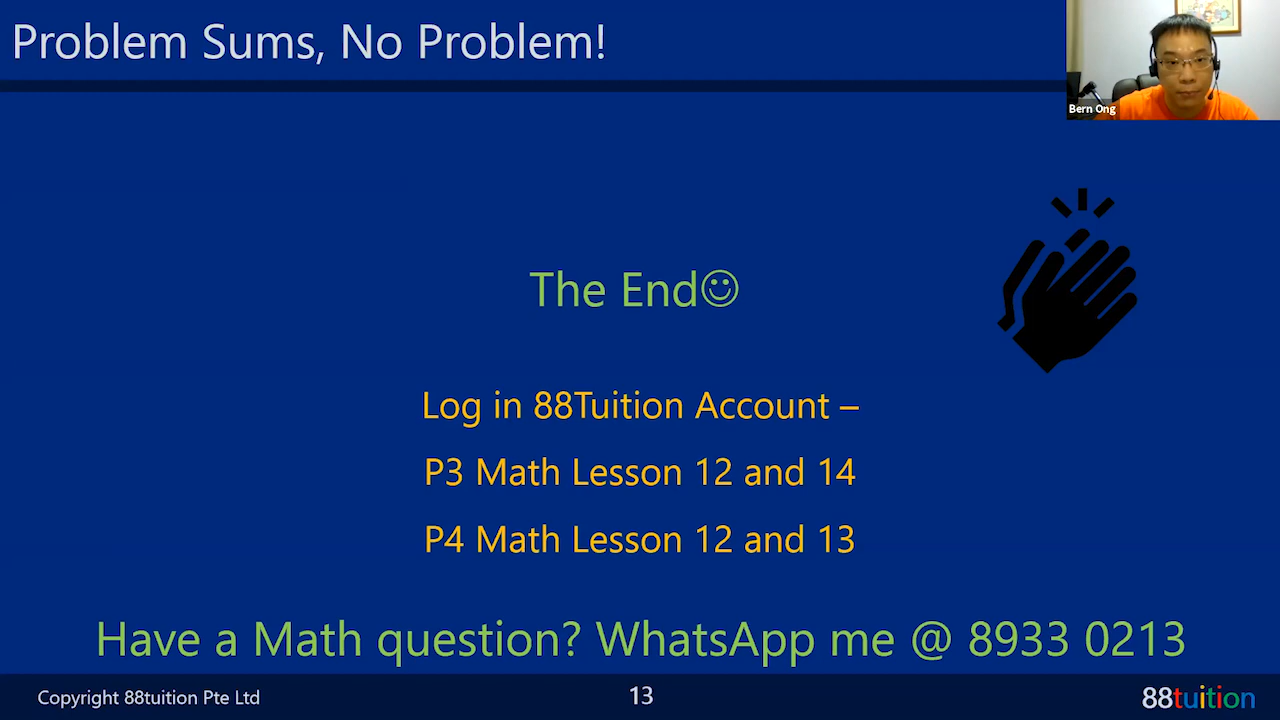 Problem Sums, No Problem!
Bern Ong
The End☺
Log in 88Tuition Account –
P3 Math Lesson 12 and 14
P4 Math Lesson 12 and 13
Have a Math question? WhatsApp me @ 8933 0213
Copyright 88tuition Pte Ltd
13
88tuition